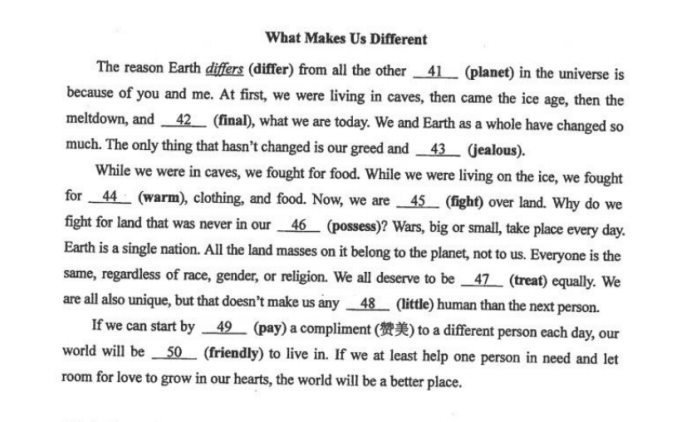 What Makes Us Different
The reason Earth differs (differ) from all the other 41 (planet) in the universe is
because of you and me. At first, we were living in caves, then came the ice age, then the
meltdown, and 42 (final), what we are today. We and Earth as a whole have changed so
much. The only thing that hasn't changed is our greed and 43 (jealous).
While we were in caves, we fought for food. While we were living on the ice, we fought
for 44 (warm), clothing, and food. Now, we are 45 (fight) over land. Why do we
fight for land that was never in our 46 (possess)? Wars, big or small, take place every day.
Earth is a single nation. All the land masses on it belong to the planet, not to us. Everyone is the
same, regardless of race, gender, or religion. We all deserve to be 47 (treat) equally. We
are all also unique, but that doesn't make us any 48 (little) human than the next person.
If we can start by 49 (pay) a compliment (赞美) to a different person each day, our
world will be 50 (friendly) to live in. If we at least help one person in need and let
room for love to grow in our hearts, the world will be a better place.